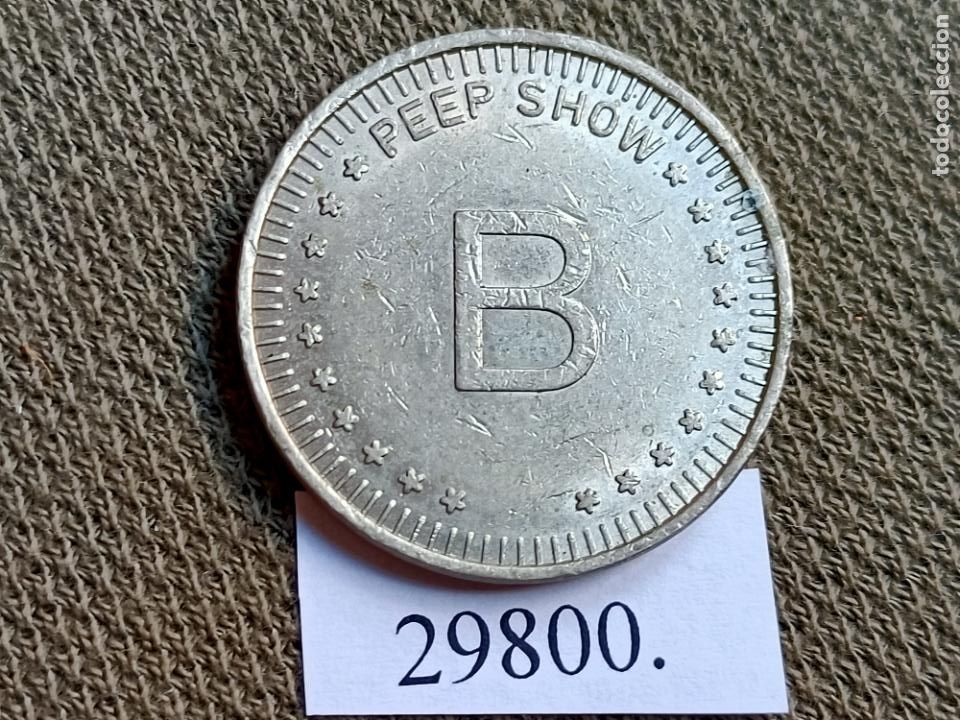 PEEP SHOW
B
29800.
todocoleccion